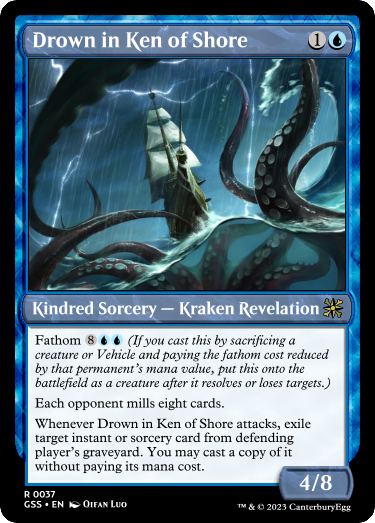 Drown in Ken of Shore 1
Kindred Sorcery — Kraken Revelation
Fathom 8 (If you cast this by sacrificing a
creature or Vehicle and paying the fathom cost reduced
by that permanent's mana value, put this onto the
battlefield as a creature after it resolves or loses targets.)
Each opponent mills eight cards.
Whenever Drown in Ken of Shore attacks, exile
target instant or sorcery card from defending
player's graveyard. You may cast a copy of it
without paying its mana cost.
4/8
R 0037
GSS • EN Qifan Luo
™ & © 2023 CanterburyEgg